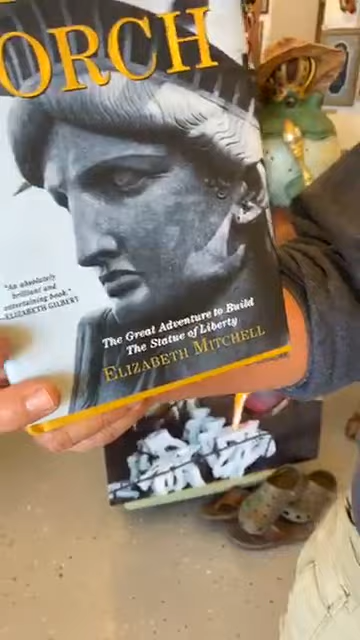 ORCH
"An absolutely
brilliant and
entertaining book."
ELIZABETH GILBERT
The Great Adventure to Build
The Statue of Liberty
ELIZABETH MITCHELL